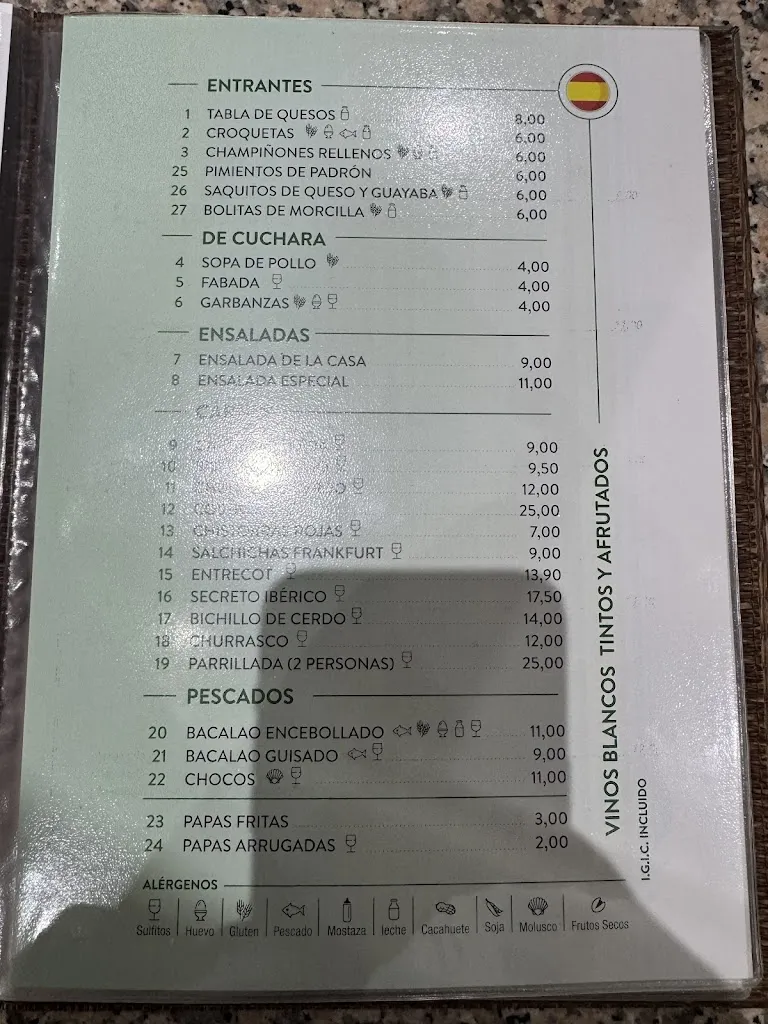 ENTRANTES
1 TABLA DE QUESOS 8,00
2 CROQUETAS 6,00
3 CHAMPIÑONES RELLENOS 6,00
25 PIMIENTOS DE PADRÓN 6,00
26 SAQUITOS DE QUESO Y GUAYABA 6,00
27 BOLITAS DE MORCILLA 6,00
DE CUCHARA
4 SOPA DE POLLO 4,00
5 FABADA 4,00
6 GARBANZAS 4,00
ENSALADAS
7 ENSALADA DE LA CASA 9,00
8 ENSALADA ESPECIAL 11,00
9 9,00
10 9,50
11 12,00
12 25,00
13 ROJAS 7,00
14 SALCHICHAS FRANKFURT 9,00
15 ENTRECOT 13,90
16 SECRETO IBÉRICO 17,50
17 BICHILLO DE CERDO 14,00
18 CHURRASCO 12,00
19 PARRILLADA (2 PERSONAS) 25,00
PESCADOS
20 BACALAO ENCEBOLLADO 11,00
21 BACALAO GUISADO 9,00
22 CHOCOS 11,00
23 PAPAS FRITAS 3,00
24 PAPAS ARRUGADAS 2,00
VINOS BLANCOS TINTOS Y AFRUTADOS
I.G.I.C. INCLUIDO
ALÉRGENOS
Sulfitos Huevo Gluten Pescado Mostaza leche Cacahuete Soja Molusco Frutos Secos